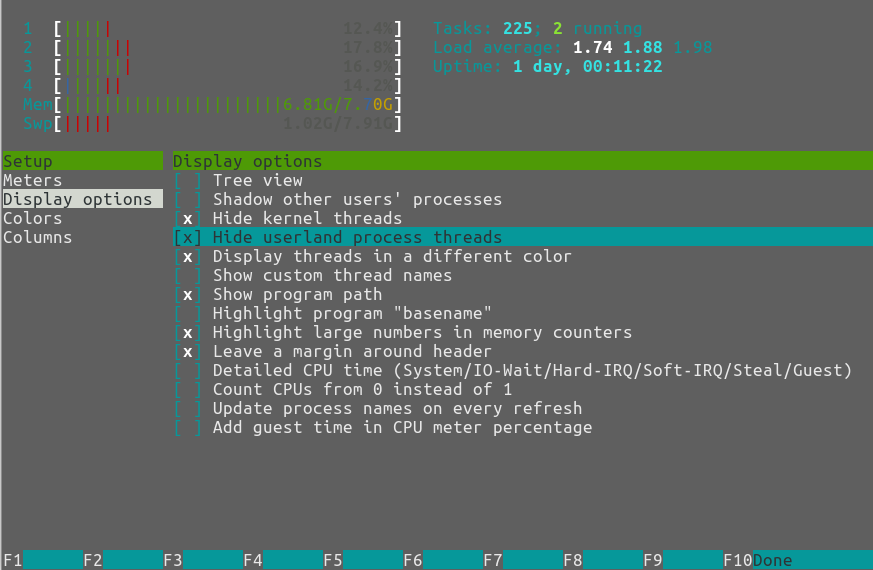 1 [|||||                       12.4%]
2 [|||||||                     17.8%]
3 [|||||||                     16.9%]
4 [||||||                      14.2%]
Mem[||||||||||||||||||||||6.81G/7. 0G]
Swp[|||||                1.02G/7.91G]
Tasks: 225; 2 running
Load average: 1.74 1.88 1.98
Uptime: 1 day, 00:11:22
Setup
Meters
Display options
Colors
Columns
Display options
[ ] Tree view
[ ] Shadow other users' processes
[x] Hide kernel threads
[x] Hide userland process threads
[x] Display threads in a different color
[ ] Show custom thread names
[x] Show program path
[ ] Highlight program "basename"
[x] Highlight large numbers in memory counters
[x] Leave a margin around header
[ ] Detailed CPU time (System/IO-Wait/Hard-IRQ/Soft-IRQ/Steal/Guest)
[ ] Count CPUs from 0 instead of 1
[ ] Update process names on every refresh
[ ] Add guest time in CPU meter percentage
F1 F2 F3 F4 F5 F6 F7 F8 F9 F10Done